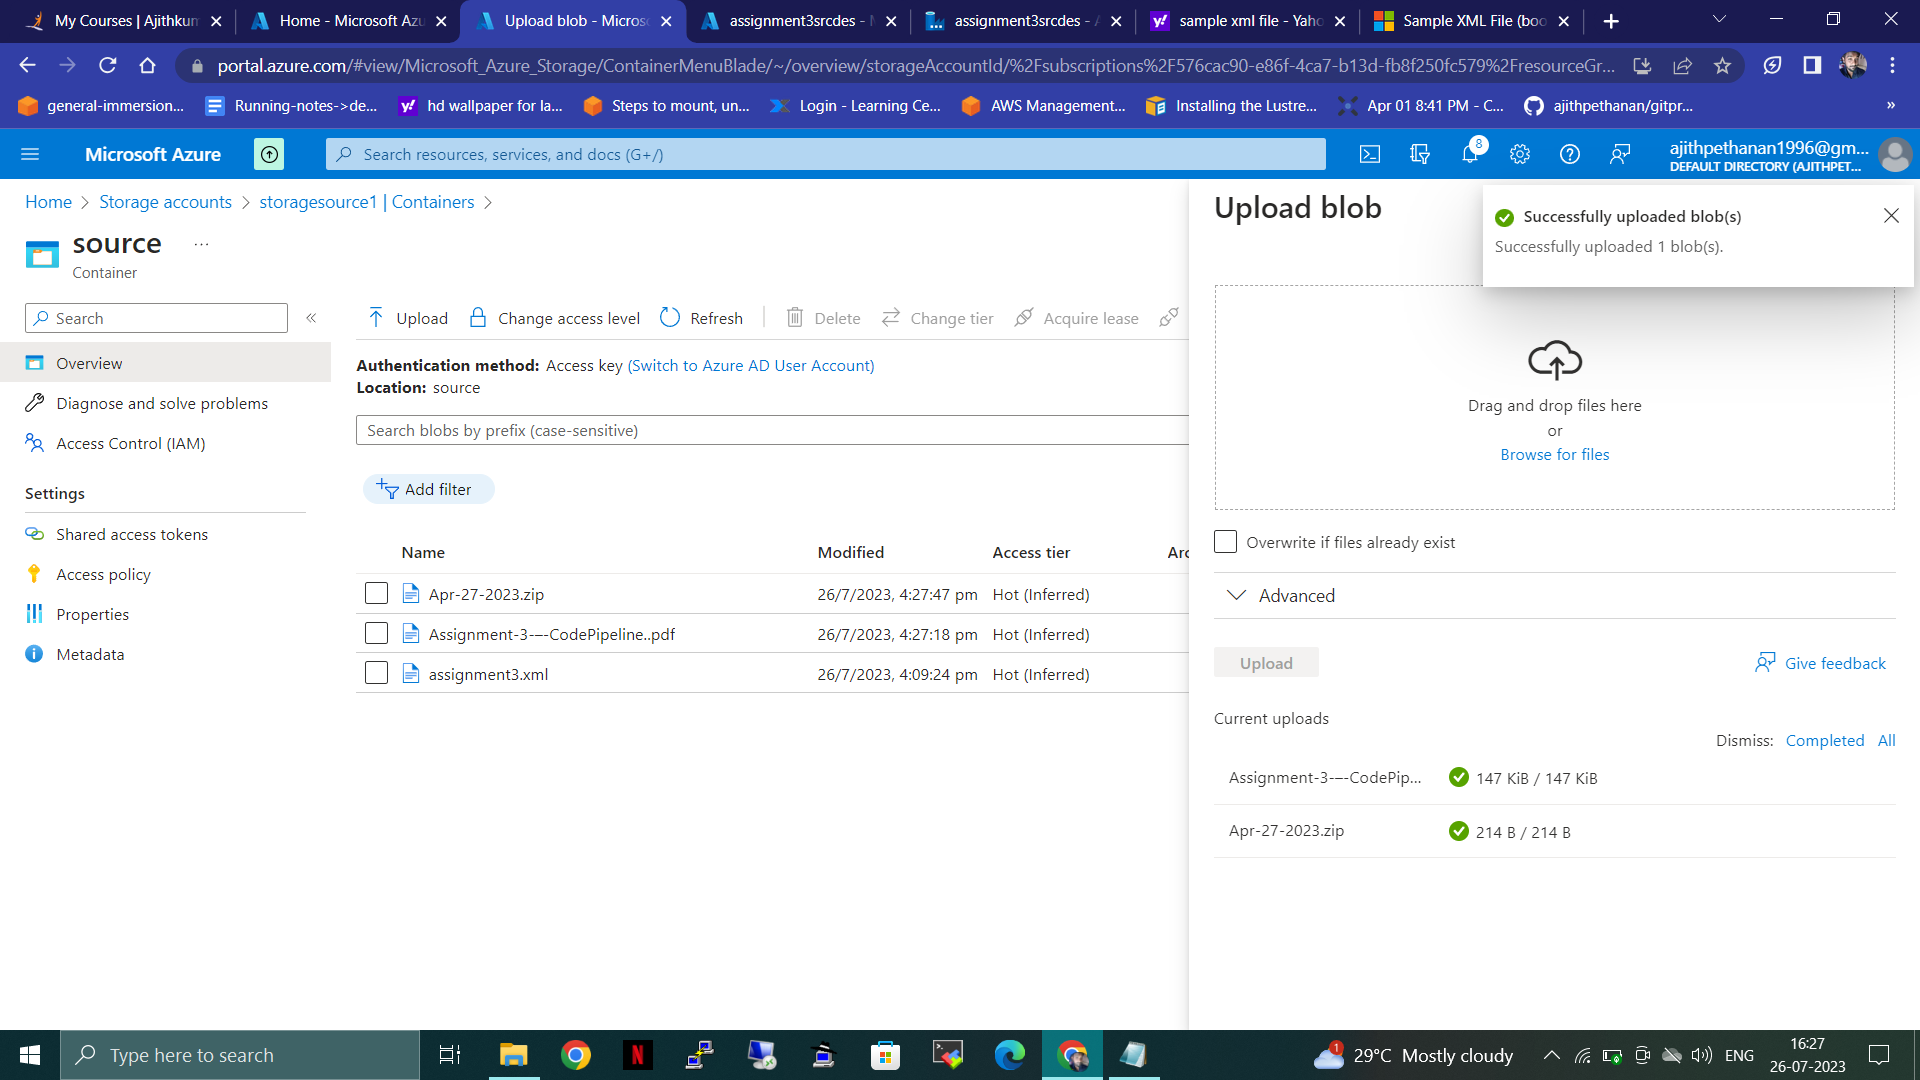 My Courses | Ajithkum
Home - Microsoft Azu
Upload blob - Microso
assignment3srcdes - M
assignment3srcdes - A
sample xml file - Yaho
Sample XML File (boo
portal.azure.com/#view/Microsoft_Azure_Storage/ContainerMenuBlade/~/overview/storageAccountId/%2Fsubscriptions%2F576cac90-e86f-4ca7-b13d-fb8f250fc579%2FresourceGr...
general-immersion...
Running-notes->de...
hd wallpaper for la...
Steps to mount, un...
Login - Learning Ce...
AWS Management...
Installing the Lustre...
Apr 01 8:41 PM - C...
ajithpethanan/gitpr...
»
Microsoft Azure
Search resources, services, and docs (G+/)
8
ajithpethanan1996@gm...
DEFAULT DIRECTORY (AJITHPET...
Home > Storage accounts > storagesource1 | Containers >
source ...
Container
Search
«
Overview
Diagnose and solve problems
Access Control (IAM)
Settings
Shared access tokens
Access policy
Properties
Metadata
Upload
Change access level
Refresh
Delete
Change tier
Acquire lease
Authentication method: Access key (Switch to Azure AD User Account)
Location: source
Search blobs by prefix (case-sensitive)
Add filter
Name Modified Access tier Arc
Apr-27-2023.zip 26/7/2023, 4:27:47 pm Hot (Inferred)
Assignment-3-–-CodePipeline..pdf 26/7/2023, 4:27:18 pm Hot (Inferred)
assignment3.xml 26/7/2023, 4:09:24 pm Hot (Inferred)
Upload blob
Successfully uploaded blob(s)
Successfully uploaded 1 blob(s).
Drag and drop files here
or
Browse for files
Overwrite if files already exist
Advanced
Upload
Give feedback
Current uploads
Dismiss: Completed All
Assignment-3-–-CodePip... 147 KiB / 147 KiB
Apr-27-2023.zip 214 B / 214 B
Type here to search
1
29°C Mostly cloudy
ENG
16:27
26-07-2023